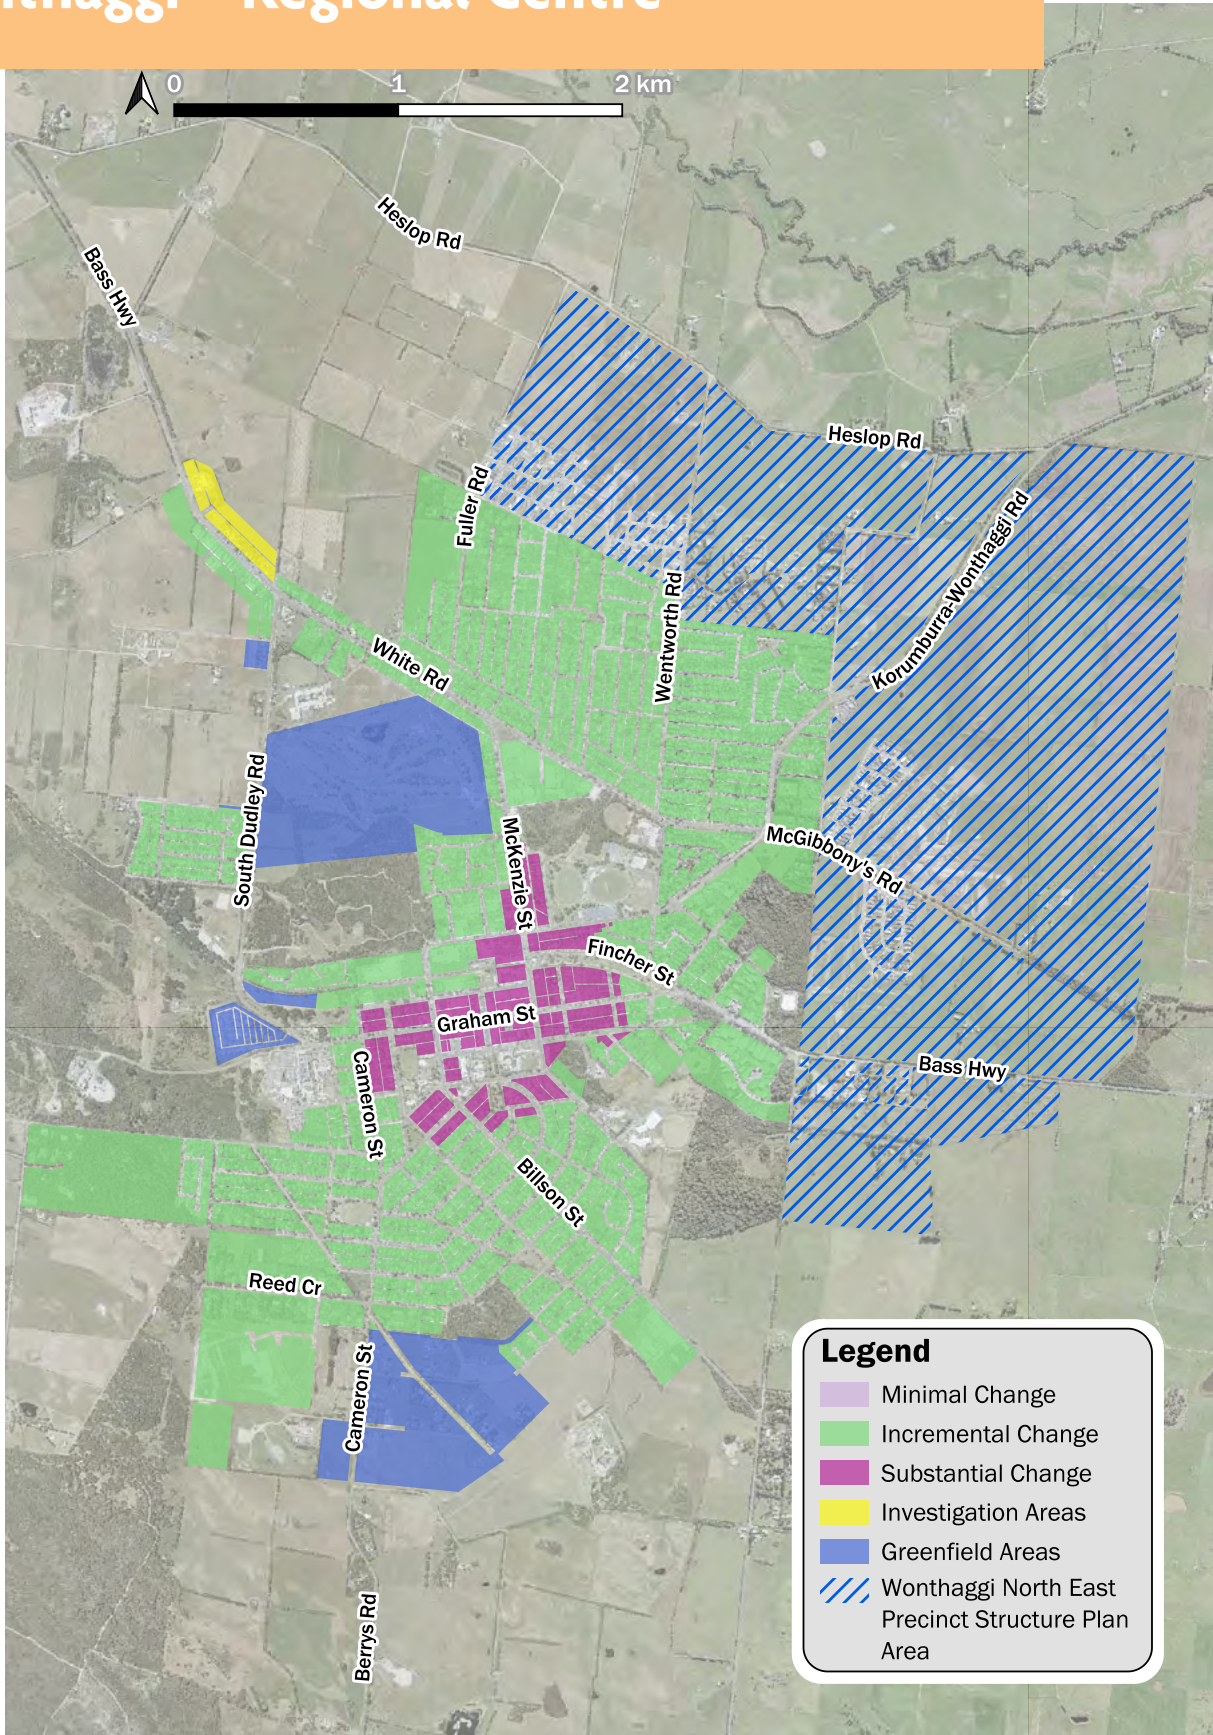 Regional Centre
0 1 2 km
Heslop Rd
Bass Hwy
Heslop Rd
Fuller Rd
Korumburra-Wonthaggi Rd
Wentworth Rd
White Rd
South Dudley Rd
McKenzie St
McGibbony's Rd
Fincher St
Graham St
Bass Hwy
Cameron St
Billson St
Reed Cr
Cameron St
Berrys Rd
Legend
Minimal Change
Incremental Change
Substantial Change
Investigation Areas
Greenfield Areas
Wonthaggi North East
Precinct Structure Plan
Area